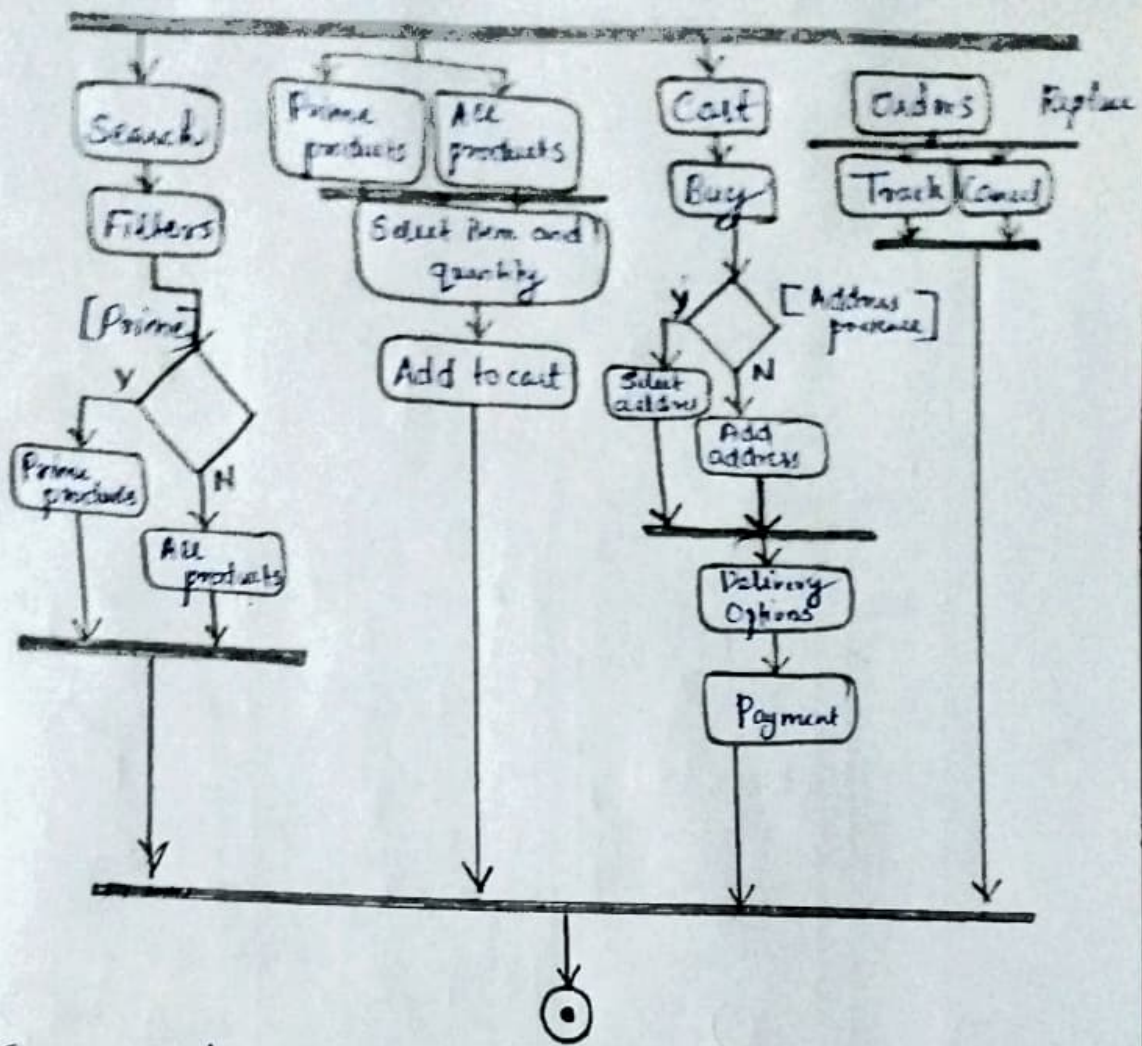 Search
Filters
[Prime]
Y
N
Prime
products
All
products
Prime
products
All
products
Select item and
quantity
Add to cart
Cart
Buy
[Address
presence]
Y
N
Select
address
Add
address
Delivery
Options
Payment
Orders
Replace
Track
Cancel